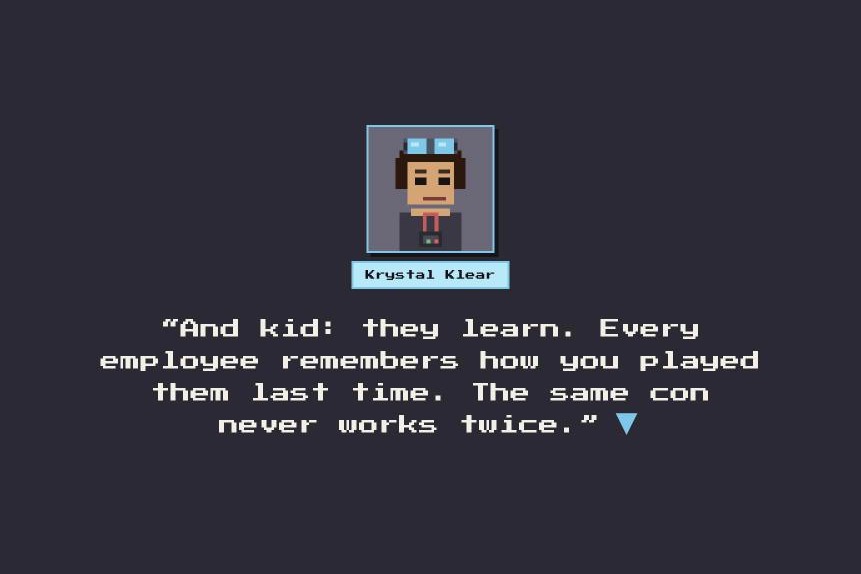 Krystal Klear
“And kid: they learn. Every
employee remembers how you played
them last time. The same con
never works twice.”